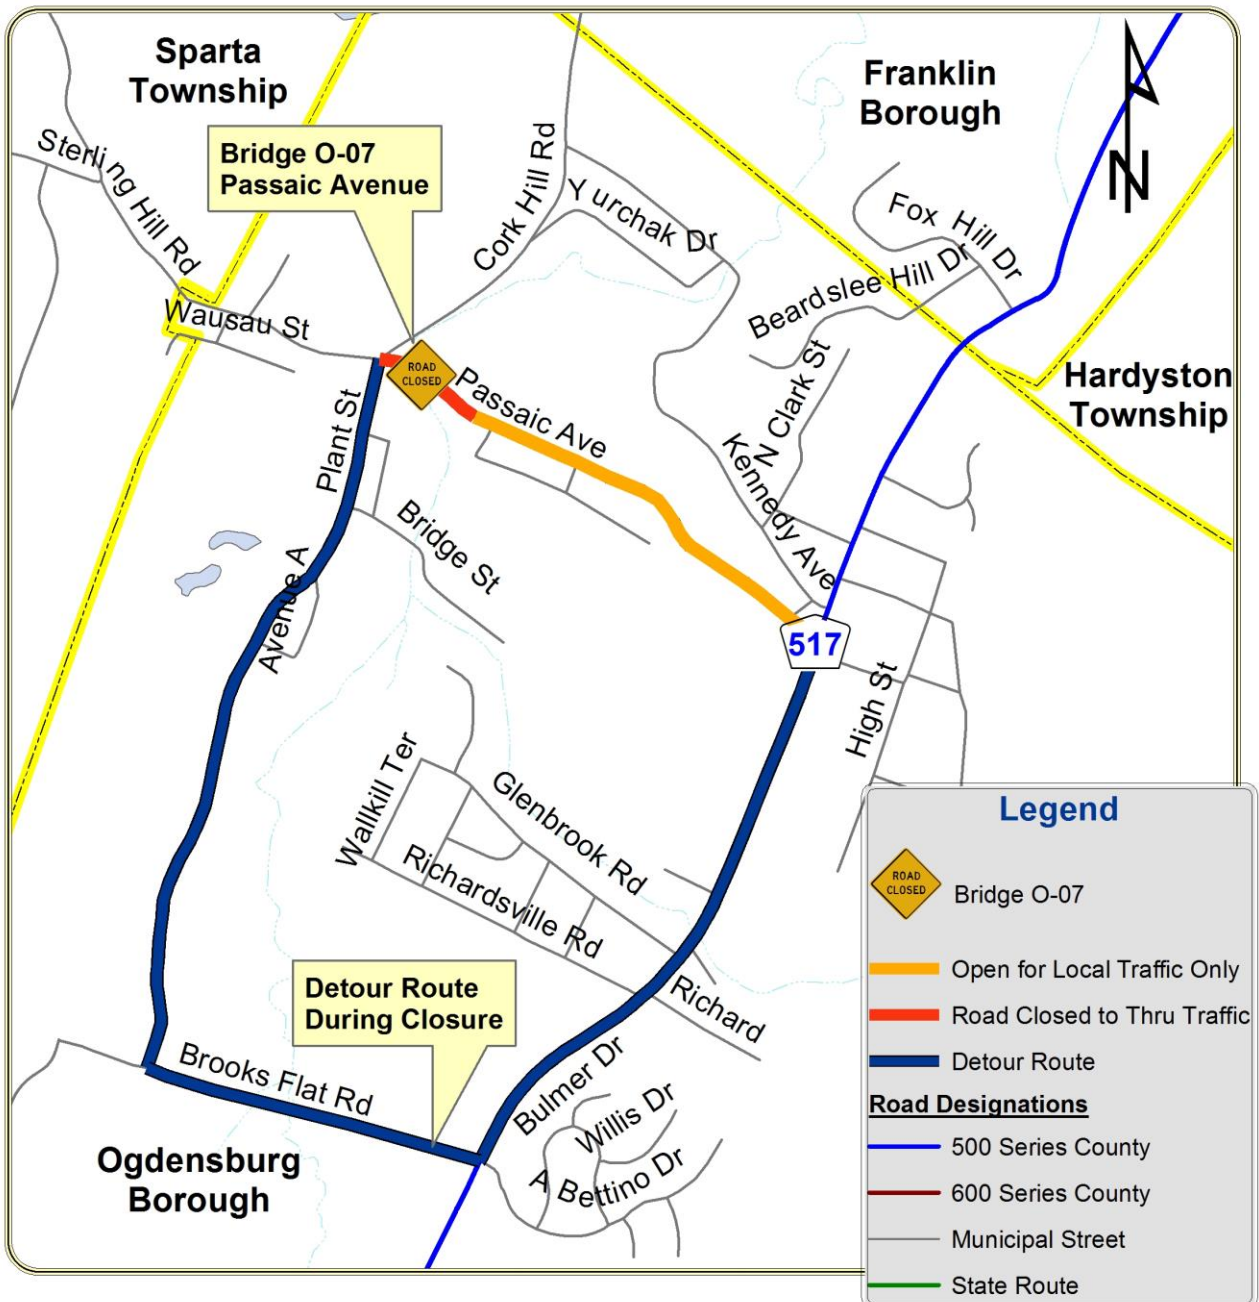 Sparta
Township
Franklin
Borough
N
Bridge O-07
Passaic Avenue
Sterling Hill Rd
Cork Hill Rd
Yurchak Dr
Fox Hill Dr
Beardslee Hill Dr
Wausau St
ROAD
CLOSED
Passaic Ave
Plant St
N Clark St
Kennedy Ave
Hardyston
Township
Bridge St
Avenue A
517
High St
Wallkill Ter
Glenbrook Rd
Richardsville Rd
Richard
Detour Route
During Closure
Brooks Flat Rd
Bulmer Dr
Willis Dr
A Bettino Dr
Ogdensburg
Borough
Legend
ROAD
CLOSED
Bridge O-07
Open for Local Traffic Only
Road Closed to Thru Traffic
Detour Route
Road Designations
500 Series County
600 Series County
Municipal Street
State Route